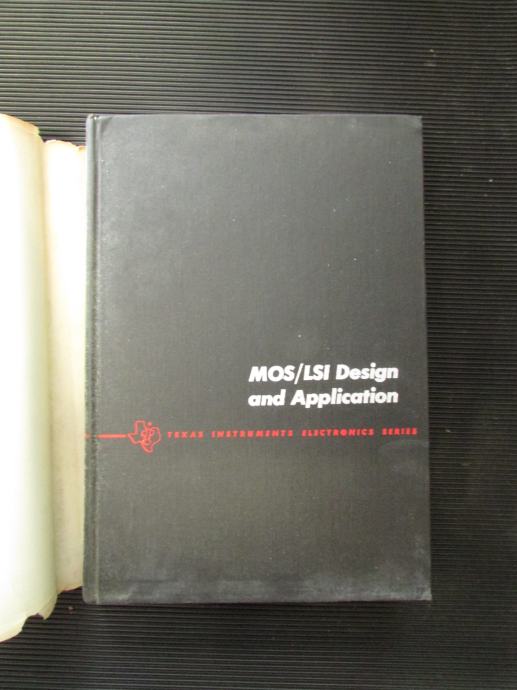 MOS/LSI Design
and Application
TEXAS INSTRUMENTS ELECTRONICS SERIES